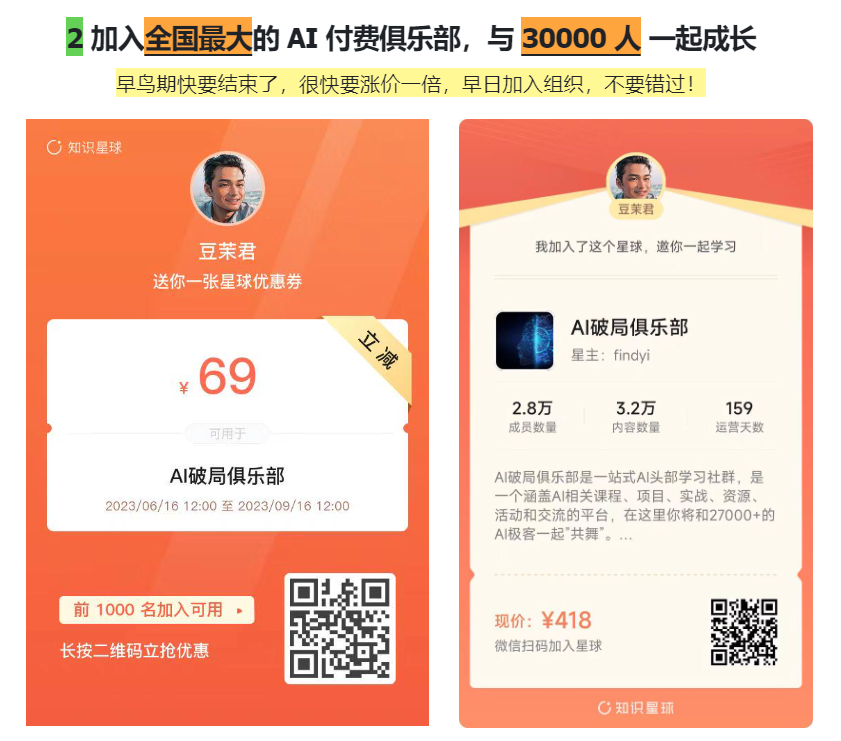 2 加入全国最大的 AI 付费俱乐部，与 30000 人 一起成长
早鸟期快要结束了，很快要涨价一倍，早日加入组织，不要错过！
知识星球
豆茉君
送你一张星球优惠券
立减
¥ 69
可用于
AI破局俱乐部
2023/06/16 12:00 至 2023/09/16 12:00
前 1000 名加入可用
长按二维码立抢优惠
豆茉君
我加入了这个星球，邀你一起学习
AI破局俱乐部
星主：findyi
2.8万 3.2万 159
成员数量 内容数量 运营天数
AI破局俱乐部是一站式AI头部学习社群，是
一个涵盖AI相关课程、项目、实战、资源、
活动和交流的平台，在这里你将和27000+的
AI极客一起"共舞"。...
现价：¥418
微信扫码加入星球
知识星球